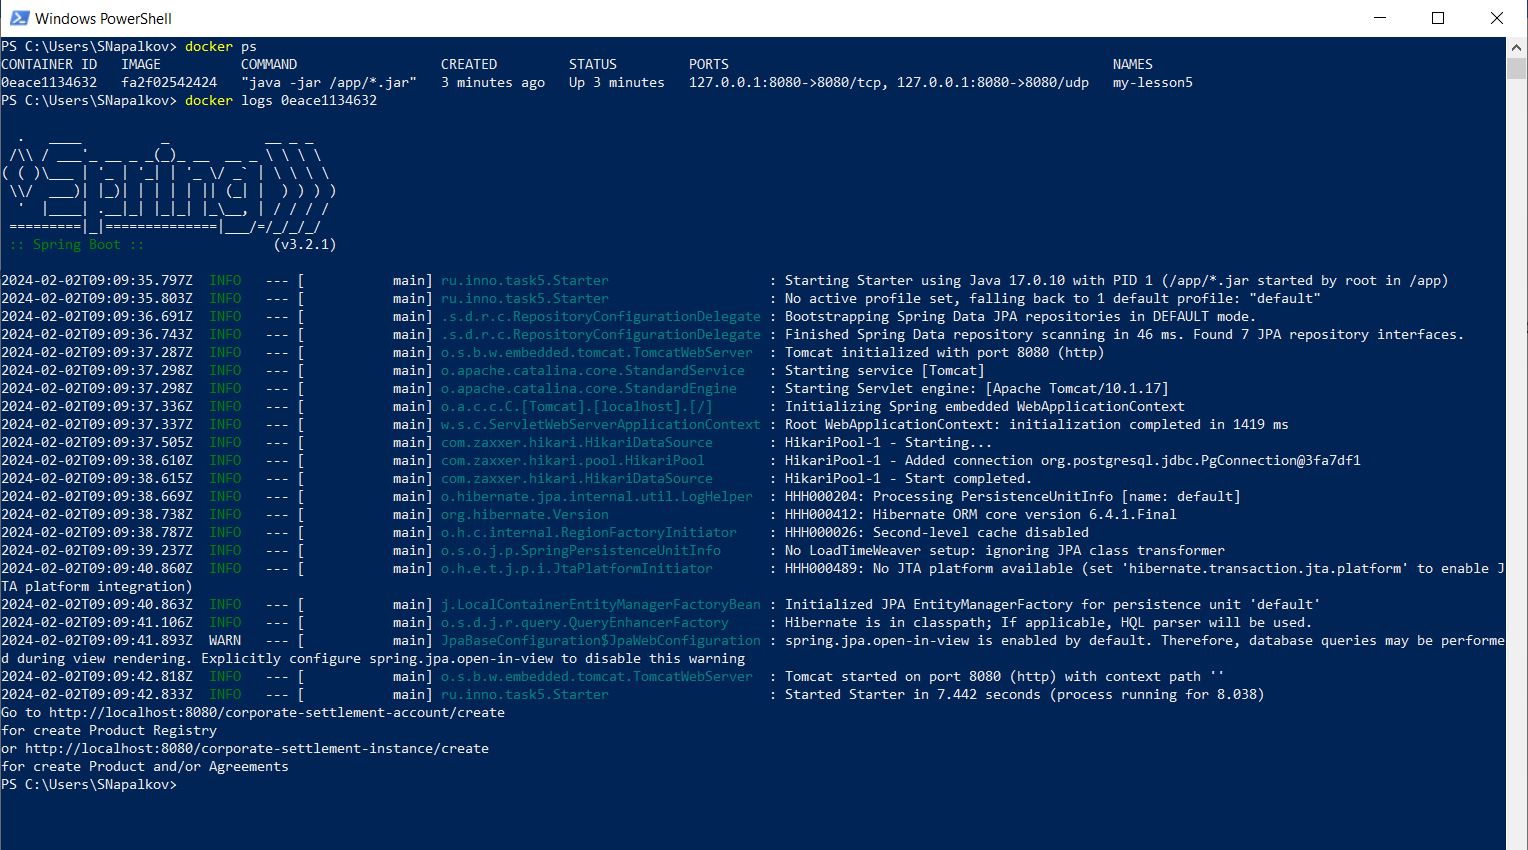 Windows PowerShell
PS C:\Users\SNapalkov> docker ps
CONTAINER ID   IMAGE          COMMAND                  CREATED         STATUS         PORTS                                                NAMES
0eace1134632   fa2f02542424   "java -jar /app/*.jar"   3 minutes ago   Up 3 minutes   127.0.0.1:8080->8080/tcp, 127.0.0.1:8080->8080/udp   my-lesson5
PS C:\Users\SNapalkov> docker logs 0eace1134632
  .   ____          _            __ _ _
 /\\ / ___'_ __ _ _(_)_ __  __ _ \ \ \ \
( ( )\___ | '_ | '_| | '_ \/ _` | \ \ \ \
 \\/  ___)| |_)| | | | | || (_| |  ) ) ) )
  '  |____| .__|_| |_|_| |_\__, | / / / /
 =========|_|==============|___/=/_/_/_/
 :: Spring Boot ::                (v3.2.1)
2024-02-02T09:09:35.797Z  INFO   --- [           main] ru.inno.task5.Starter                    : Starting Starter using Java 17.0.10 with PID 1 (/app/*.jar started by root in /app)
2024-02-02T09:09:35.803Z  INFO   --- [           main] ru.inno.task5.Starter                    : No active profile set, falling back to 1 default profile: "default"
2024-02-02T09:09:36.691Z  INFO   --- [           main] .s.d.r.c.RepositoryConfigurationDelegate : Bootstrapping Spring Data JPA repositories in DEFAULT mode.
2024-02-02T09:09:36.743Z  INFO   --- [           main] .s.d.r.c.RepositoryConfigurationDelegate : Finished Spring Data repository scanning in 46 ms. Found 7 JPA repository interfaces.
2024-02-02T09:09:37.287Z  INFO   --- [           main] o.s.b.w.embedded.tomcat.TomcatWebServer  : Tomcat initialized with port 8080 (http)
2024-02-02T09:09:37.298Z  INFO   --- [           main] o.apache.catalina.core.StandardService   : Starting service [Tomcat]
2024-02-02T09:09:37.298Z  INFO   --- [           main] o.apache.catalina.core.StandardEngine    : Starting Servlet engine: [Apache Tomcat/10.1.17]
2024-02-02T09:09:37.336Z  INFO   --- [           main] o.a.c.c.C.[Tomcat].[localhost].[/]       : Initializing Spring embedded WebApplicationContext
2024-02-02T09:09:37.337Z  INFO   --- [           main] w.s.c.ServletWebServerApplicationContext : Root WebApplicationContext: initialization completed in 1419 ms
2024-02-02T09:09:37.505Z  INFO   --- [           main] com.zaxxer.hikari.HikariDataSource       : HikariPool-1 - Starting...
2024-02-02T09:09:38.610Z  INFO   --- [           main] com.zaxxer.hikari.pool.HikariPool        : HikariPool-1 - Added connection org.postgresql.jdbc.PgConnection@3fa7df1
2024-02-02T09:09:38.615Z  INFO   --- [           main] com.zaxxer.hikari.HikariDataSource       : HikariPool-1 - Start completed.
2024-02-02T09:09:38.669Z  INFO   --- [           main] o.hibernate.jpa.internal.util.LogHelper  : HHH000204: Processing PersistenceUnitInfo [name: default]
2024-02-02T09:09:38.738Z  INFO   --- [           main] org.hibernate.Version                    : HHH000412: Hibernate ORM core version 6.4.1.Final
2024-02-02T09:09:38.787Z  INFO   --- [           main] o.h.c.internal.RegionFactoryInitiator    : HHH000026: Second-level cache disabled
2024-02-02T09:09:39.237Z  INFO   --- [           main] o.s.o.j.p.SpringPersistenceUnitInfo      : No LoadTimeWeaver setup: ignoring JPA class transformer
2024-02-02T09:09:40.860Z  INFO   --- [           main] o.h.e.t.j.p.i.JtaPlatformInitiator       : HHH000489: No JTA platform available (set 'hibernate.transaction.jta.platform' to enable J
TA platform integration)
2024-02-02T09:09:40.863Z  INFO   --- [           main] j.LocalContainerEntityManagerFactoryBean : Initialized JPA EntityManagerFactory for persistence unit 'default'
2024-02-02T09:09:41.106Z  INFO   --- [           main] o.s.d.j.r.query.QueryEnhancerFactory     : Hibernate is in classpath; If applicable, HQL parser will be used.
2024-02-02T09:09:41.893Z  WARN   --- [           main] JpaBaseConfiguration$JpaWebConfiguration : spring.jpa.open-in-view is enabled by default. Therefore, database queries may be performe
d during view rendering. Explicitly configure spring.jpa.open-in-view to disable this warning
2024-02-02T09:09:42.818Z  INFO   --- [           main] o.s.b.w.embedded.tomcat.TomcatWebServer  : Tomcat started on port 8080 (http) with context path ''
2024-02-02T09:09:42.833Z  INFO   --- [           main] ru.inno.task5.Starter                    : Started Starter in 7.442 seconds (process running for 8.038)
Go to http://localhost:8080/corporate-settlement-account/create
for create Product Registry
or http://localhost:8080/corporate-settlement-instance/create
for create Product and/or Agreements
PS C:\Users\SNapalkov>